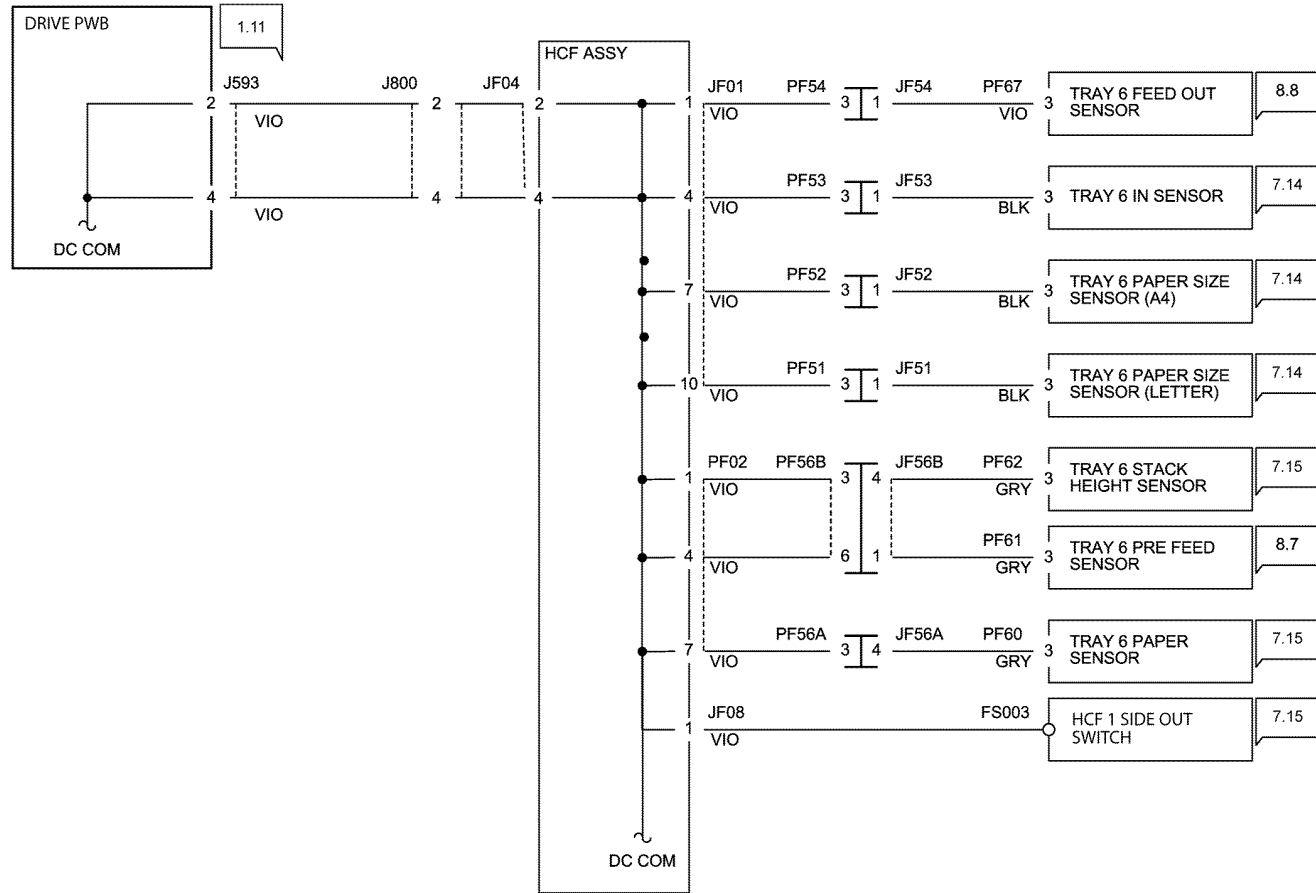 DRIVE PWB
1.11
HCF ASSY
J593 J800 JF04 JF01 PF54 JF54 PF67
2 2 2 1 3 1 3 TRAY 6 FEED OUT 8.8
VIO VIO VIO SENSOR
PF53 JF53
4 4 4 4 3 1 3 TRAY 6 IN SENSOR 7.14
VIO VIO BLK
DC COM
PF52 JF52
7 3 1 3 TRAY 6 PAPER SIZE 7.14
VIO BLK SENSOR (A4)
PF51 JF51
10 3 1 3 TRAY 6 PAPER SIZE 7.14
VIO BLK SENSOR (LETTER)
PF02 PF56B JF56B PF62
1 3 4 3 TRAY 6 STACK 7.15
VIO GRY HEIGHT SENSOR
PF61
4 6 1 3 TRAY 6 PRE FEED 8.7
VIO GRY SENSOR
PF56A JF56A PF60
7 3 4 3 TRAY 6 PAPER 7.15
VIO GRY SENSOR
JF08 FS003
1 HCF 1 SIDE OUT 7.15
VIO SWITCH
DC COM